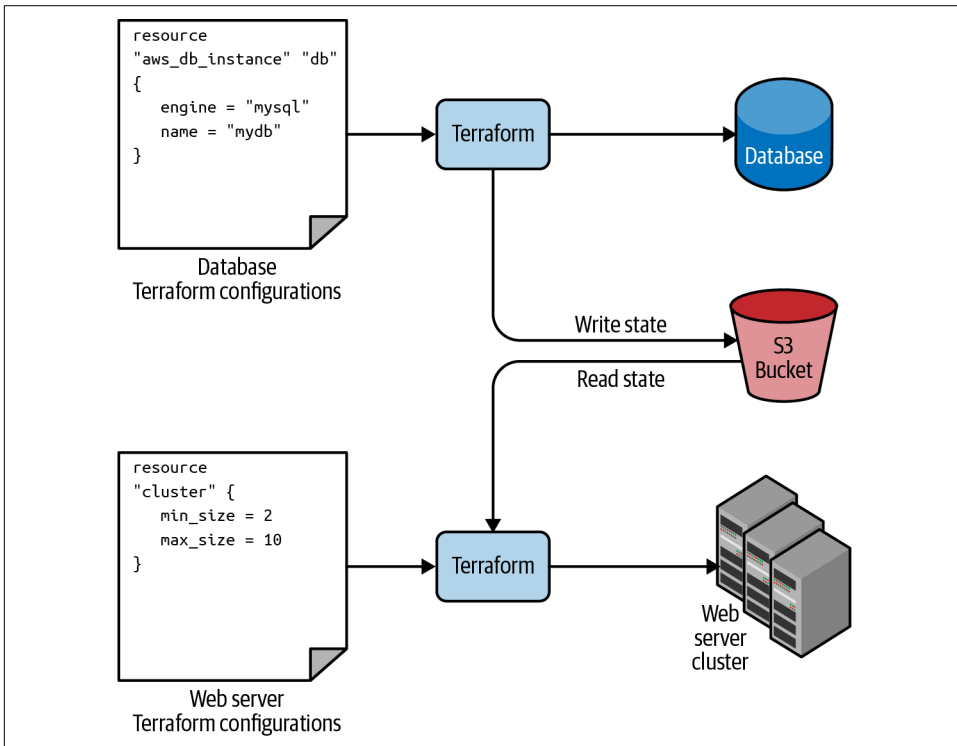 resource
"aws_db_instance" "db"
{
   engine = "mysql"
   name = "mydb"
}
Terraform
Database
Database
Terraform configurations
Write state
S3
Bucket
Read state
resource
"cluster" {
   min_size = 2
   max_size = 10
}
Terraform
Web
server
cluster
Web server
Terraform configurations